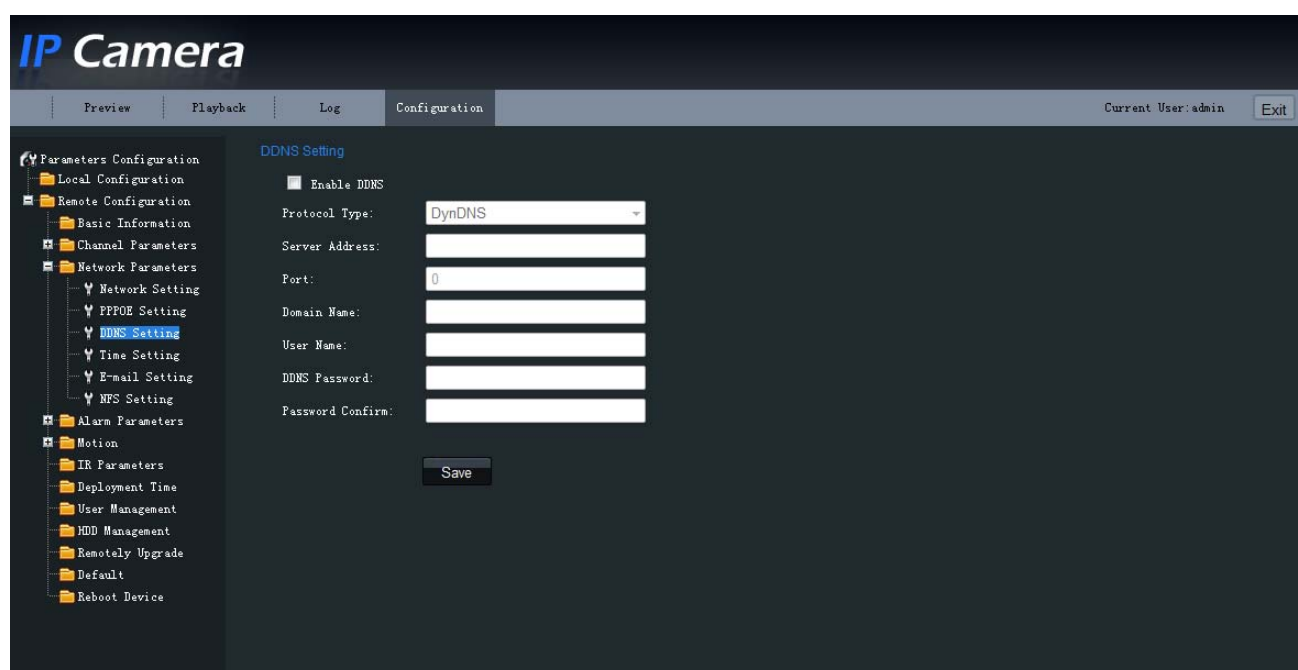 IP Camera
Preview Playback Log Configuration Current User:admin Exit
Parameters Configuration
Local Configuration
Remote Configuration
Basic Information
Channel Parameters
Network Parameters
Network Setting
PPPOE Setting
DDNS Setting
Time Setting
E-mail Setting
NFS Setting
Alarm Parameters
Motion
IR Parameters
Deployment Time
User Management
HDD Management
Remotely Upgrade
Default
Reboot Device
DDNS Setting
Enable DDNS
Protocol Type: DynDNS
Server Address:
Port: 0
Domain Name:
User Name:
DDNS Password:
Password Confirm:
Save